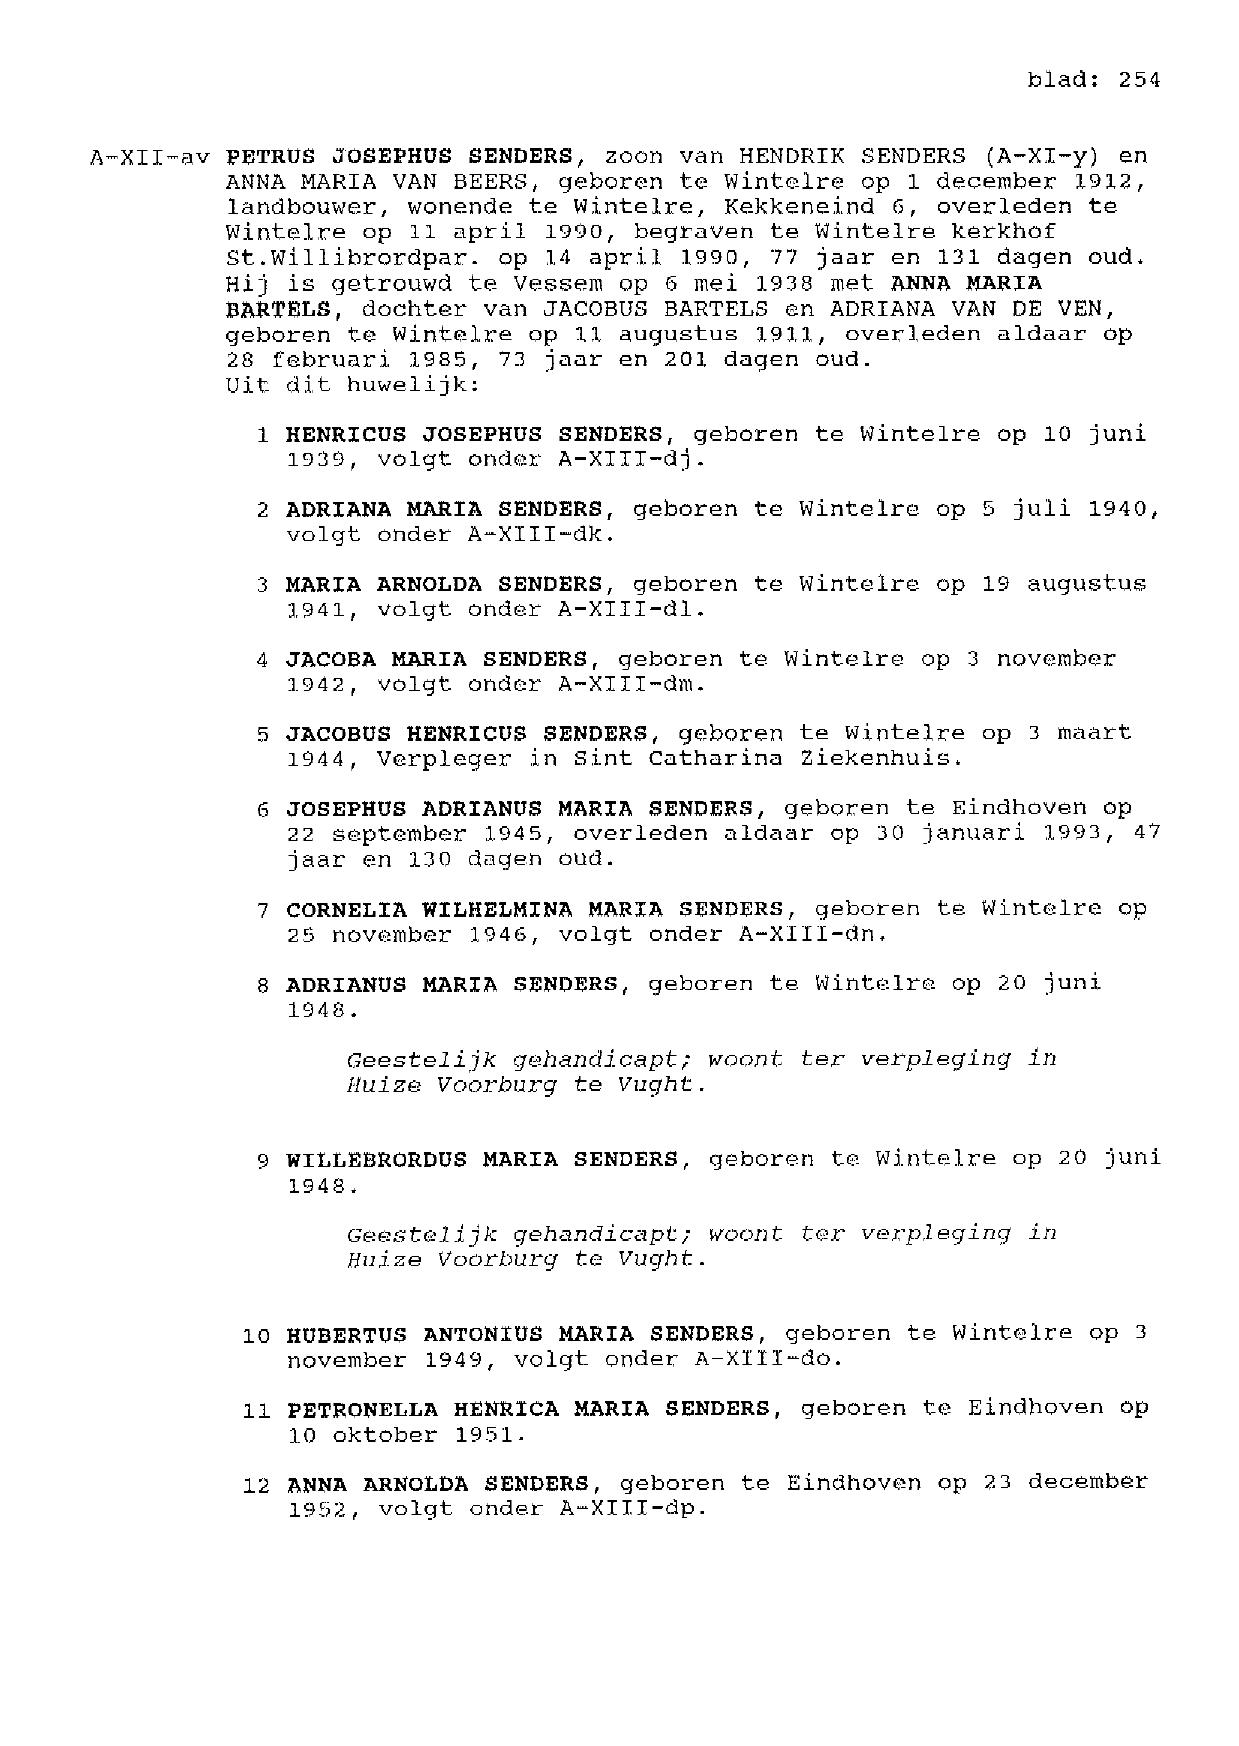 blad: 254
A-XII-av PETRUS JOSEPHUS SENDERS, zoon van HENDRIK SENDERS (A-XI-y) en
ANNA MARIA VAN BEERS, geboren te Wintelre op 1 december 1912,
landbouwer, wonende te Wintelre, Kekkeneind 6, overleden te
Wintelre op 11 april 1990, begraven te Wintelre kerkhof
St.Willibrordpar. op 14 april 1990, 77 jaar en 131 dagen oud.
Hij is getrouwd te Vessem op 6 mei 1938 met ANNA MARIA
BARTELS, dochter van JACOBUS BARTELS en ADRIANA VAN DE VEN,
geboren te Wintelre op 11 augustus 1911, overleden aldaar op
28 februari 1985, 73 jaar en 201 dagen oud.
Uit dit huwelijk:
1 HENRICUS JOSEPHUS SENDERS, geboren te Wintelre op 10 juni
1939, volgt onder A-XIII-dj.
2 ADRIANA MARIA SENDERS, geboren te Wintelre op 5 juli 1940,
volgt onder A-XIII-dk.
3 MARIA ARNOLDA SENDERS, geboren te Wintelre op 19 augustus
1941, volgt onder A-XIII-dl.
4 JACOBA MARIA SENDERS, geboren te Wintelre op 3 november
1942, volgt onder A-XIII-dm.
5 JACOBUS HENRICUS SENDERS, geboren te Wintelre op 3 maart
1944, Verpleger in Sint Catharina Ziekenhuis.
6 JOSEPHUS ADRIANUS MARIA SENDERS, geboren te Eindhoven op
22 september 1945, overleden aldaar op 30 januari 1993, 47
jaar en 130 dagen oud.
7 CORNELIA WILHELMINA MARIA SENDERS, geboren te Wintelre op
25 november 1946, volgt onder A-XIII-dn.
8 ADRIANUS MARIA SENDERS, geboren te Wintelre op 20 juni
1948.
Geestelijk gehandicapt; woont ter verpleging in
Huize Voorburg te Vught.
9 WILLEBRORDUS MARIA SENDERS, geboren te Wintelre op 20 juni
1948.
Geestelijk gehandicapt; woont ter verpleging in
Huize Voorburg te Vught.
10 HUBERTUS ANTONIUS MARIA SENDERS, geboren te Wintelre op 3
november 1949, volgt onder A-XIII-do.
11 PETRONELLA HENRICA MARIA SENDERS, geboren te Eindhoven op
10 oktober 1951.
12 ANNA ARNOLDA SENDERS, geboren te Eindhoven op 23 december
1952, volgt onder A-XIII-dp.